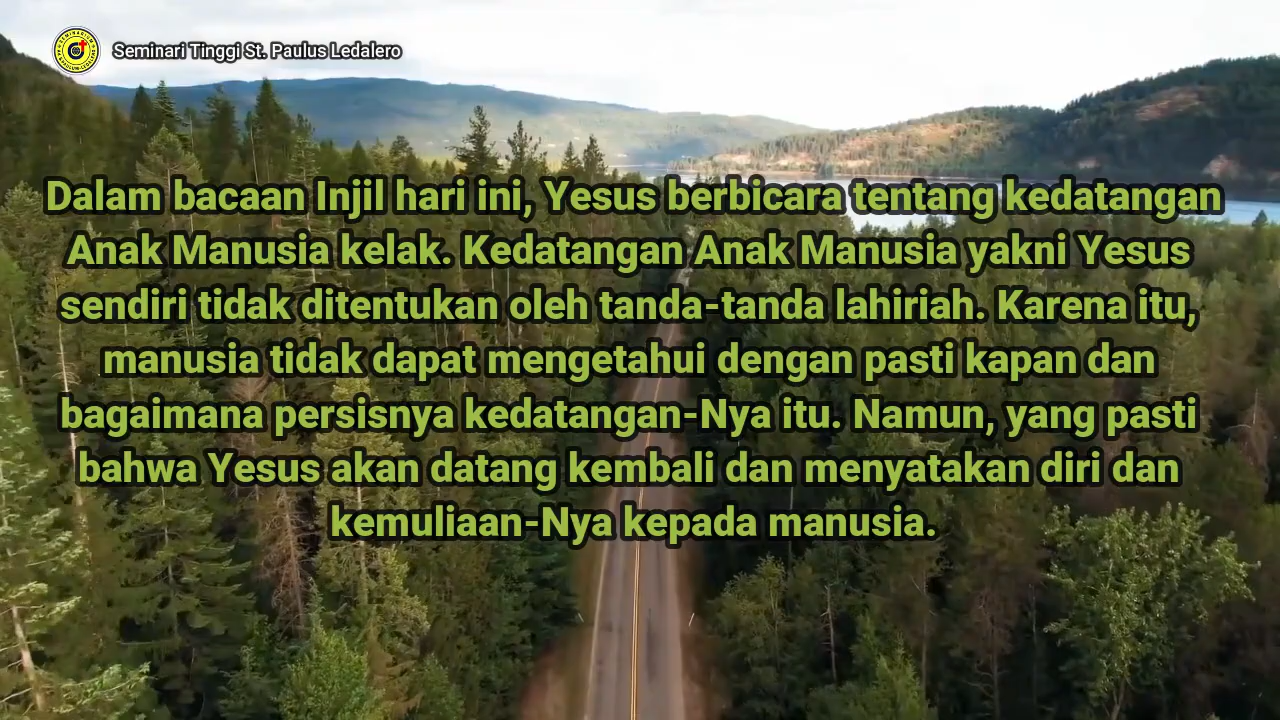 Seminari Tinggi St. Paulus Ledalero
Dalam bacaan Injil hari ini, Yesus berbicara tentang kedatangan
Anak Manusia kelak. Kedatangan Anak Manusia yakni Yesus
sendiri tidak ditentukan oleh tanda-tanda lahiriah. Karena itu,
manusia tidak dapat mengetahui dengan pasti kapan dan
bagaimana persisnya kedatangan-Nya itu. Namun, yang pasti
bahwa Yesus akan datang kembali dan menyatakan diri dan
kemuliaan-Nya kepada manusia.